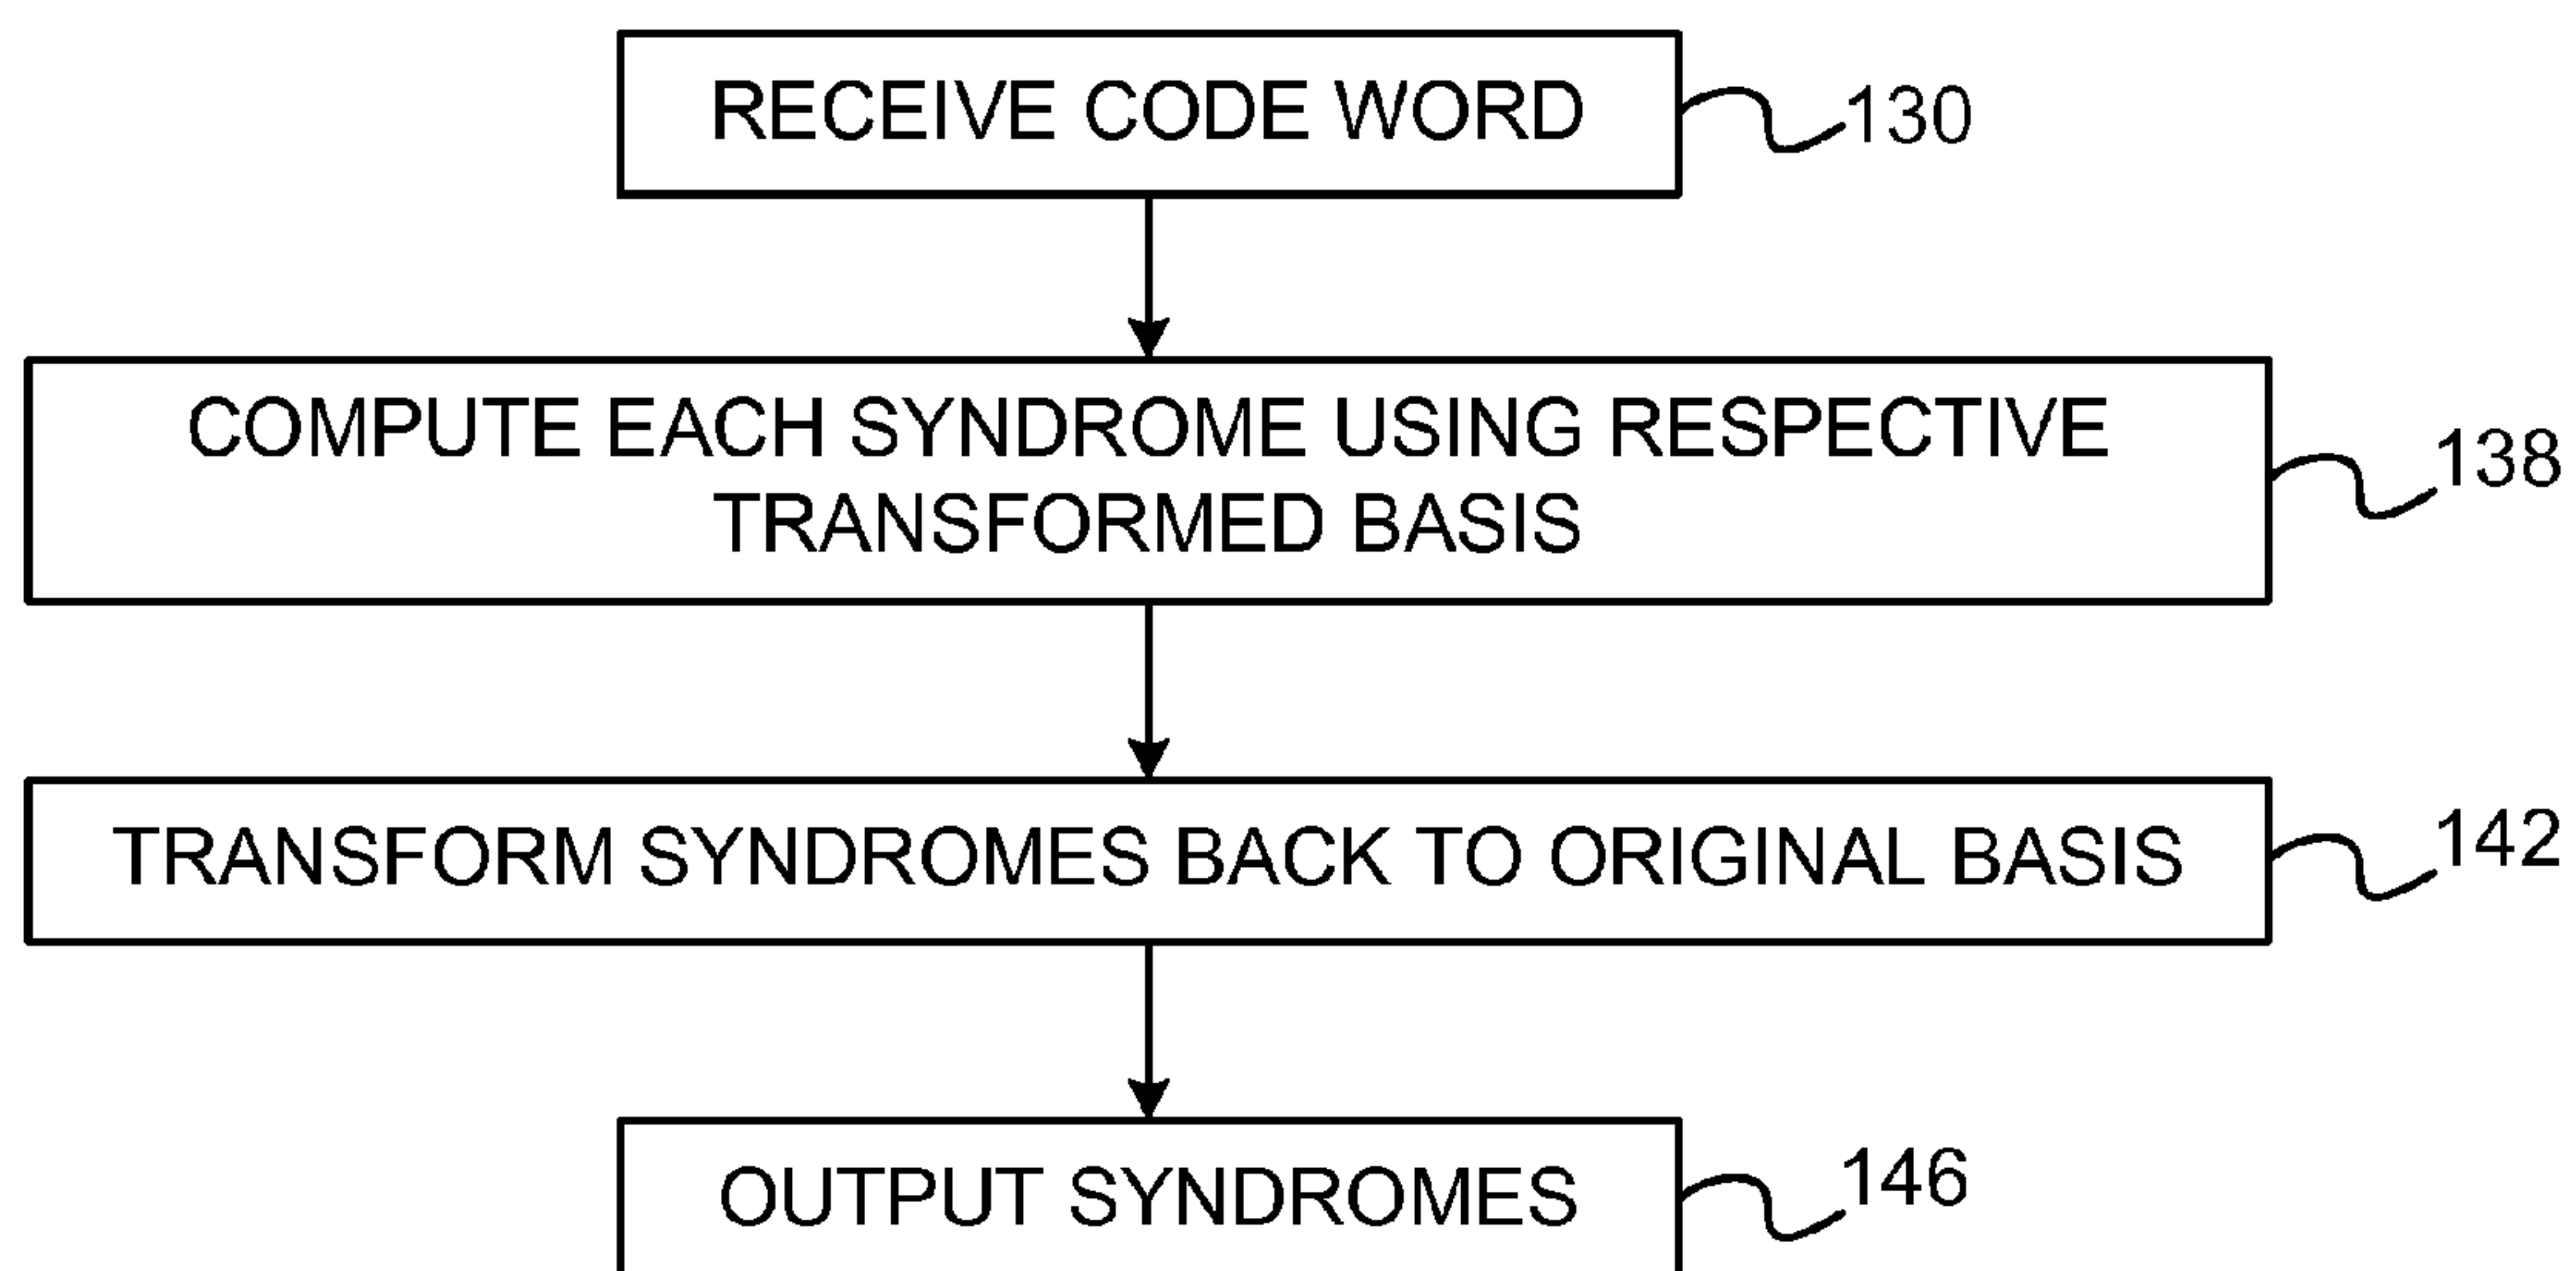 RECEIVE CODE WORD
130
COMPUTE EACH SYNDROME USING RESPECTIVE
TRANSFORMED BASIS
138
TRANSFORM SYNDROMES BACK TO ORIGINAL BASIS
142
OUTPUT SYNDROMES
146